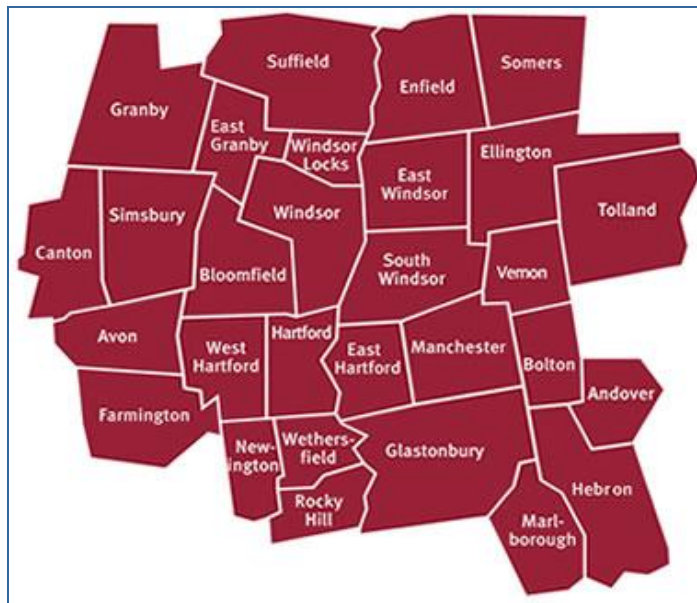 Suffield
Enfield
Somers
Granby
East
Granby
Windsor
Locks
Ellington
East
Windsor
Tolland
Simsbury
Windsor
Canton
Bloomfield
South
Windsor
Vernon
Avon
West
Hartford
Hartford
East
Hartford
Manchester
Bolton
Andover
Farmington
New-
ington
Wethers-
field
Glastonbury
Rocky
Hill
Hebron
Marl-
borough